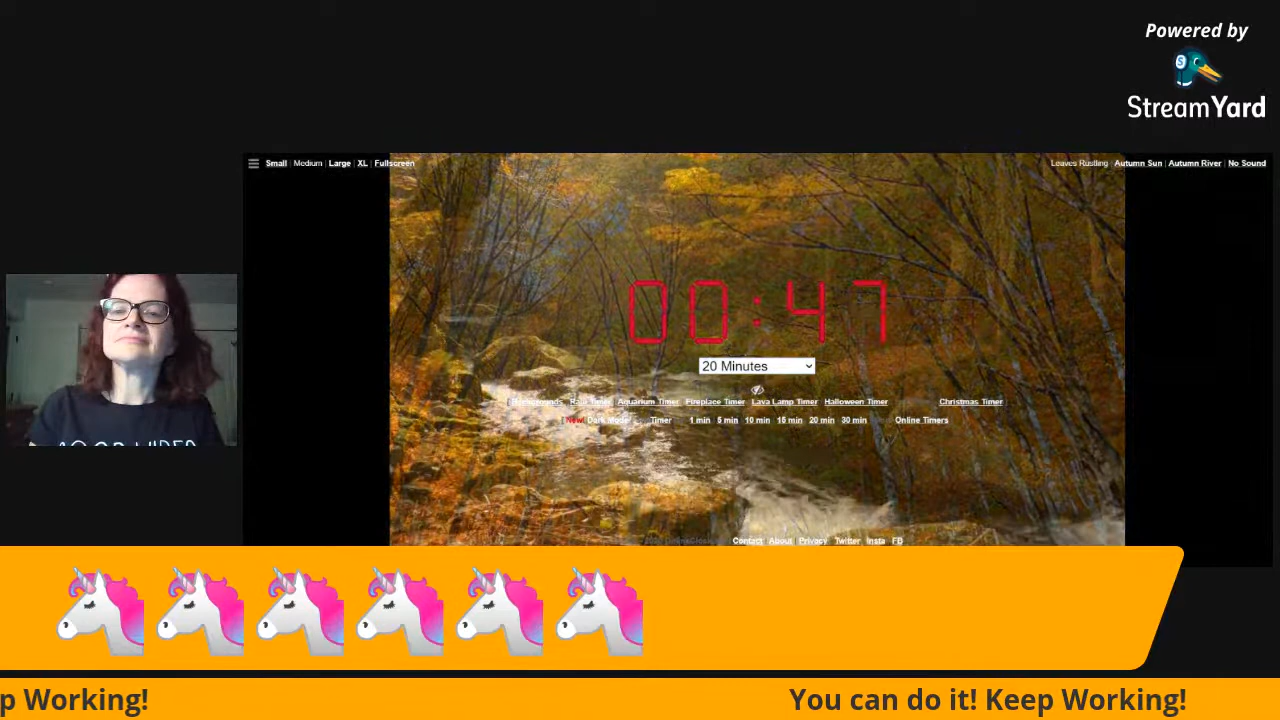 Powered by
StreamYard
Small | Medium | Large | XL | Fullscreen
Leaves Rustling | Autumn Sun | Autumn River | No Sound
00:47
20 Minutes
Rain Timer Aquarium Timer Fireplace Timer Lava Lamp Timer Halloween Timer Christmas Timer
New! Dark Mode Timer 1 min 5 min 10 min 15 min 20 min 30 min Online Timers
Contact About Privacy Twitter Insta FB
p Working!
You can do it! Keep Working!